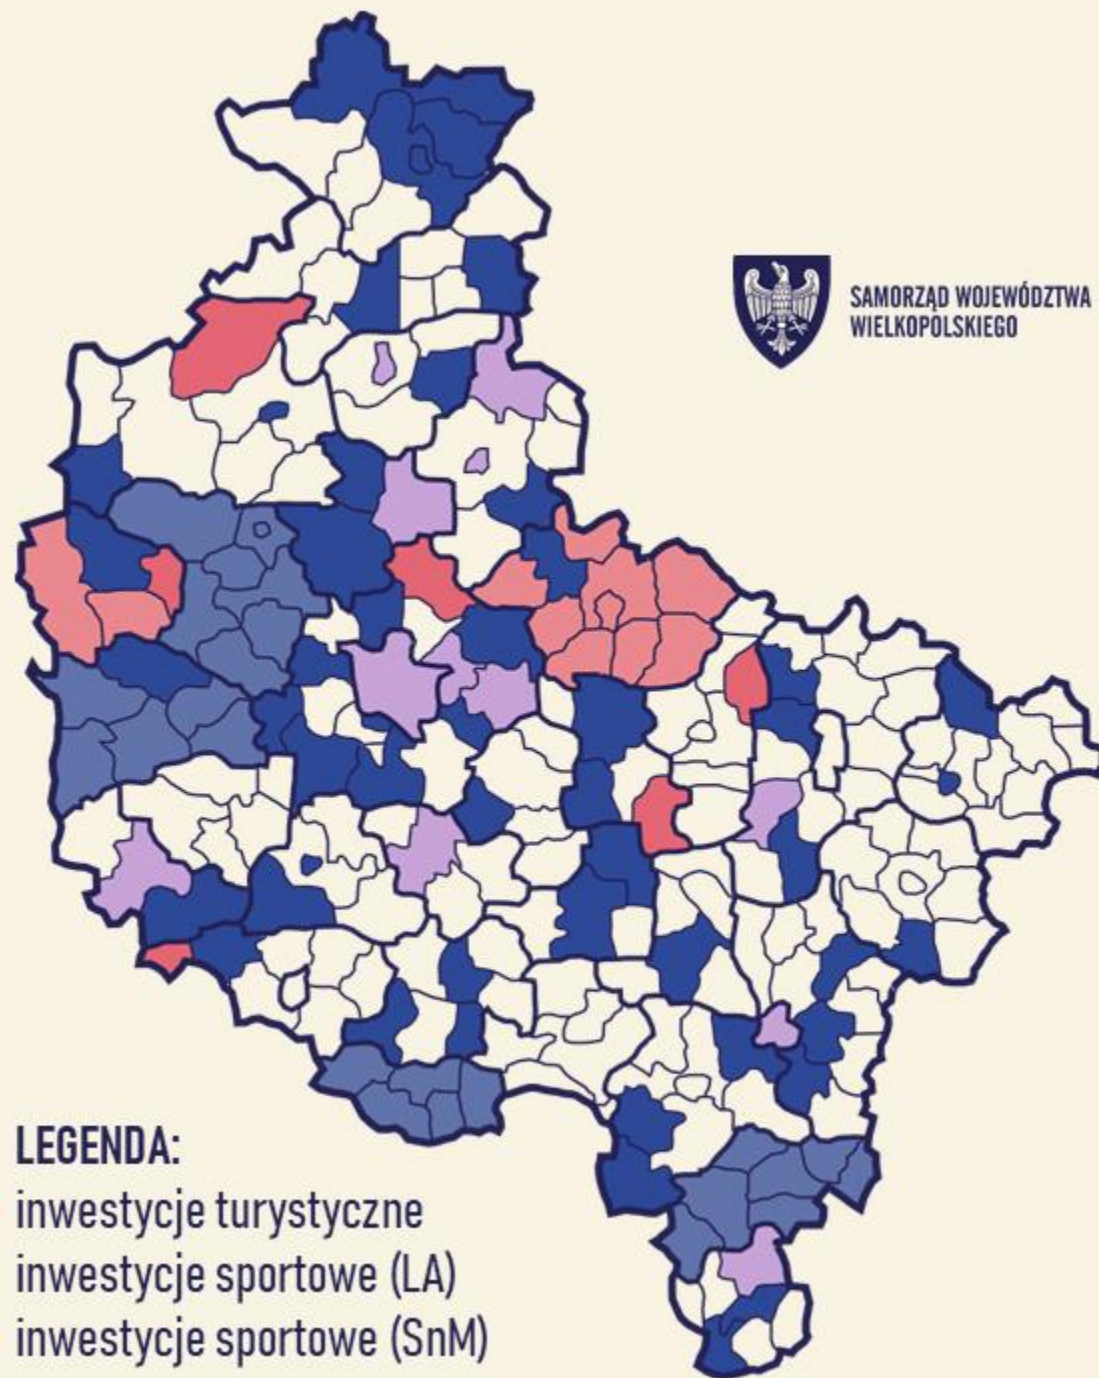 SAMORZĄD WOJEWÓDZTWA
WIELKOPOLSKIEGO
LEGENDA:
inwestycje turystyczne
inwestycje sportowe (LA)
inwestycje sportowe (SnM)